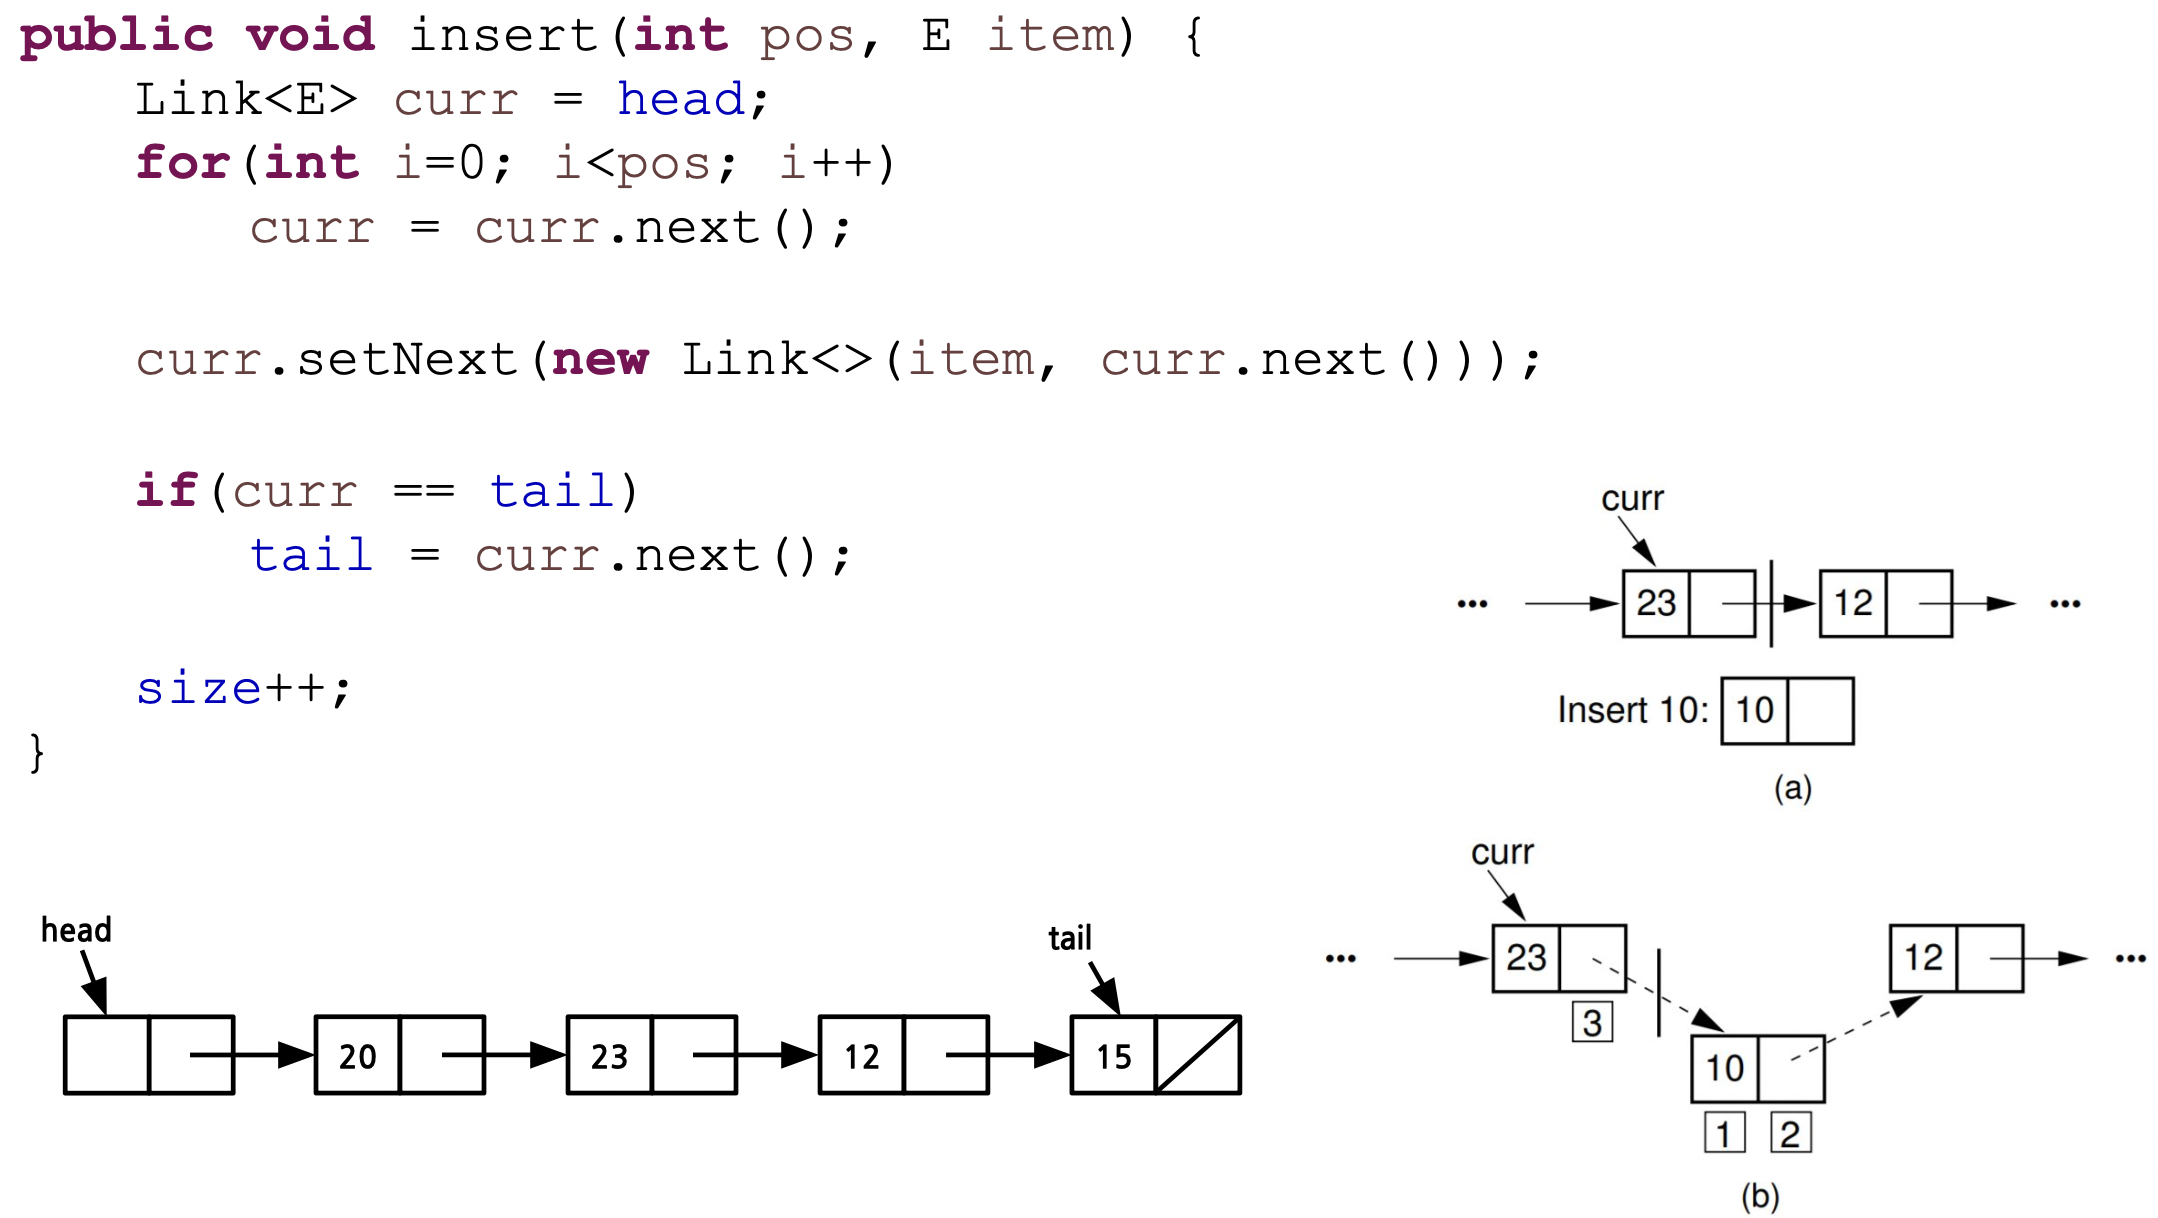 public void insert(int pos, E item) {
    Link<E> curr = head;
    for(int i=0; i<pos; i++)
        curr = curr.next();
    curr.setNext(new Link<>(item, curr.next()));
    if(curr == tail)
        tail = curr.next();
    size++;
}
curr
••• 23 12 •••
Insert 10: 10
(a)
curr
••• 23 12 •••
3
10
1 2
(b)
head tail
20 23 12 15